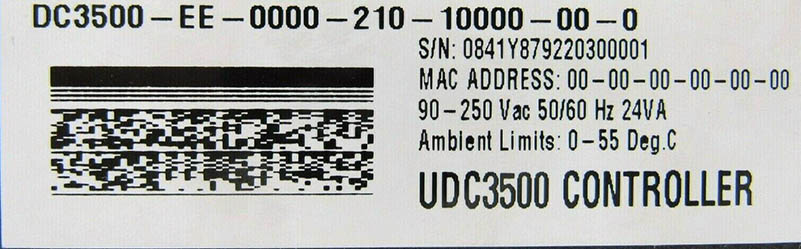 DC3500-EE-0000-210-10000-00-0
S/N: 0841Y879220300001
MAC ADDRESS: 00-00-00-00-00-00
90-250 Vac 50/60 Hz 24VA
Ambient Limits: 0-55 Deg.C
UDC3500 CONTROLLER